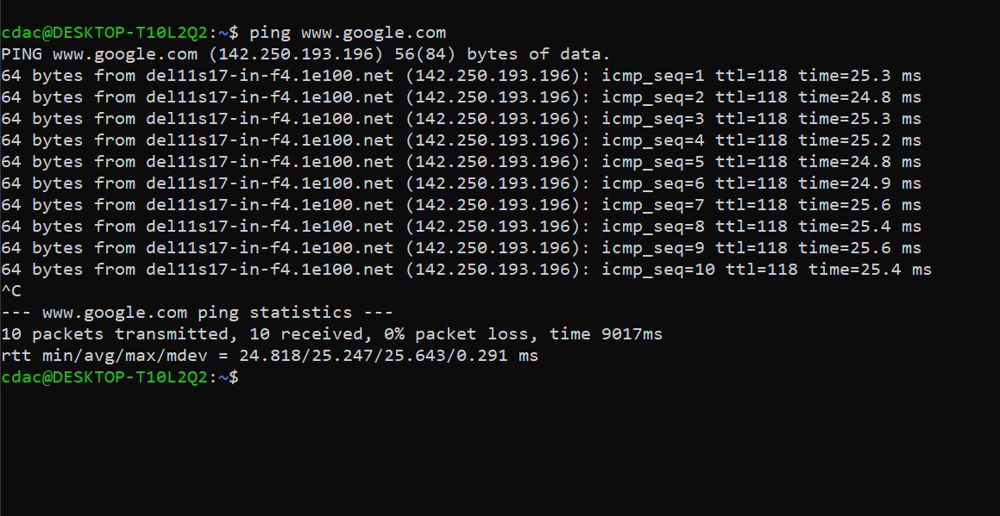 cdac@DESKTOP-T10L2Q2:~$ ping www.google.com
PING www.google.com (142.250.193.196) 56(84) bytes of data.
64 bytes from del11s17-in-f4.1e100.net (142.250.193.196): icmp_seq=1 ttl=118 time=25.3 ms
64 bytes from del11s17-in-f4.1e100.net (142.250.193.196): icmp_seq=2 ttl=118 time=24.8 ms
64 bytes from del11s17-in-f4.1e100.net (142.250.193.196): icmp_seq=3 ttl=118 time=25.3 ms
64 bytes from del11s17-in-f4.1e100.net (142.250.193.196): icmp_seq=4 ttl=118 time=25.2 ms
64 bytes from del11s17-in-f4.1e100.net (142.250.193.196): icmp_seq=5 ttl=118 time=24.8 ms
64 bytes from del11s17-in-f4.1e100.net (142.250.193.196): icmp_seq=6 ttl=118 time=24.9 ms
64 bytes from del11s17-in-f4.1e100.net (142.250.193.196): icmp_seq=7 ttl=118 time=25.6 ms
64 bytes from del11s17-in-f4.1e100.net (142.250.193.196): icmp_seq=8 ttl=118 time=25.4 ms
64 bytes from del11s17-in-f4.1e100.net (142.250.193.196): icmp_seq=9 ttl=118 time=25.6 ms
64 bytes from del11s17-in-f4.1e100.net (142.250.193.196): icmp_seq=10 ttl=118 time=25.4 ms
^C
--- www.google.com ping statistics ---
10 packets transmitted, 10 received, 0% packet loss, time 9017ms
rtt min/avg/max/mdev = 24.818/25.247/25.643/0.291 ms
cdac@DESKTOP-T10L2Q2:~$